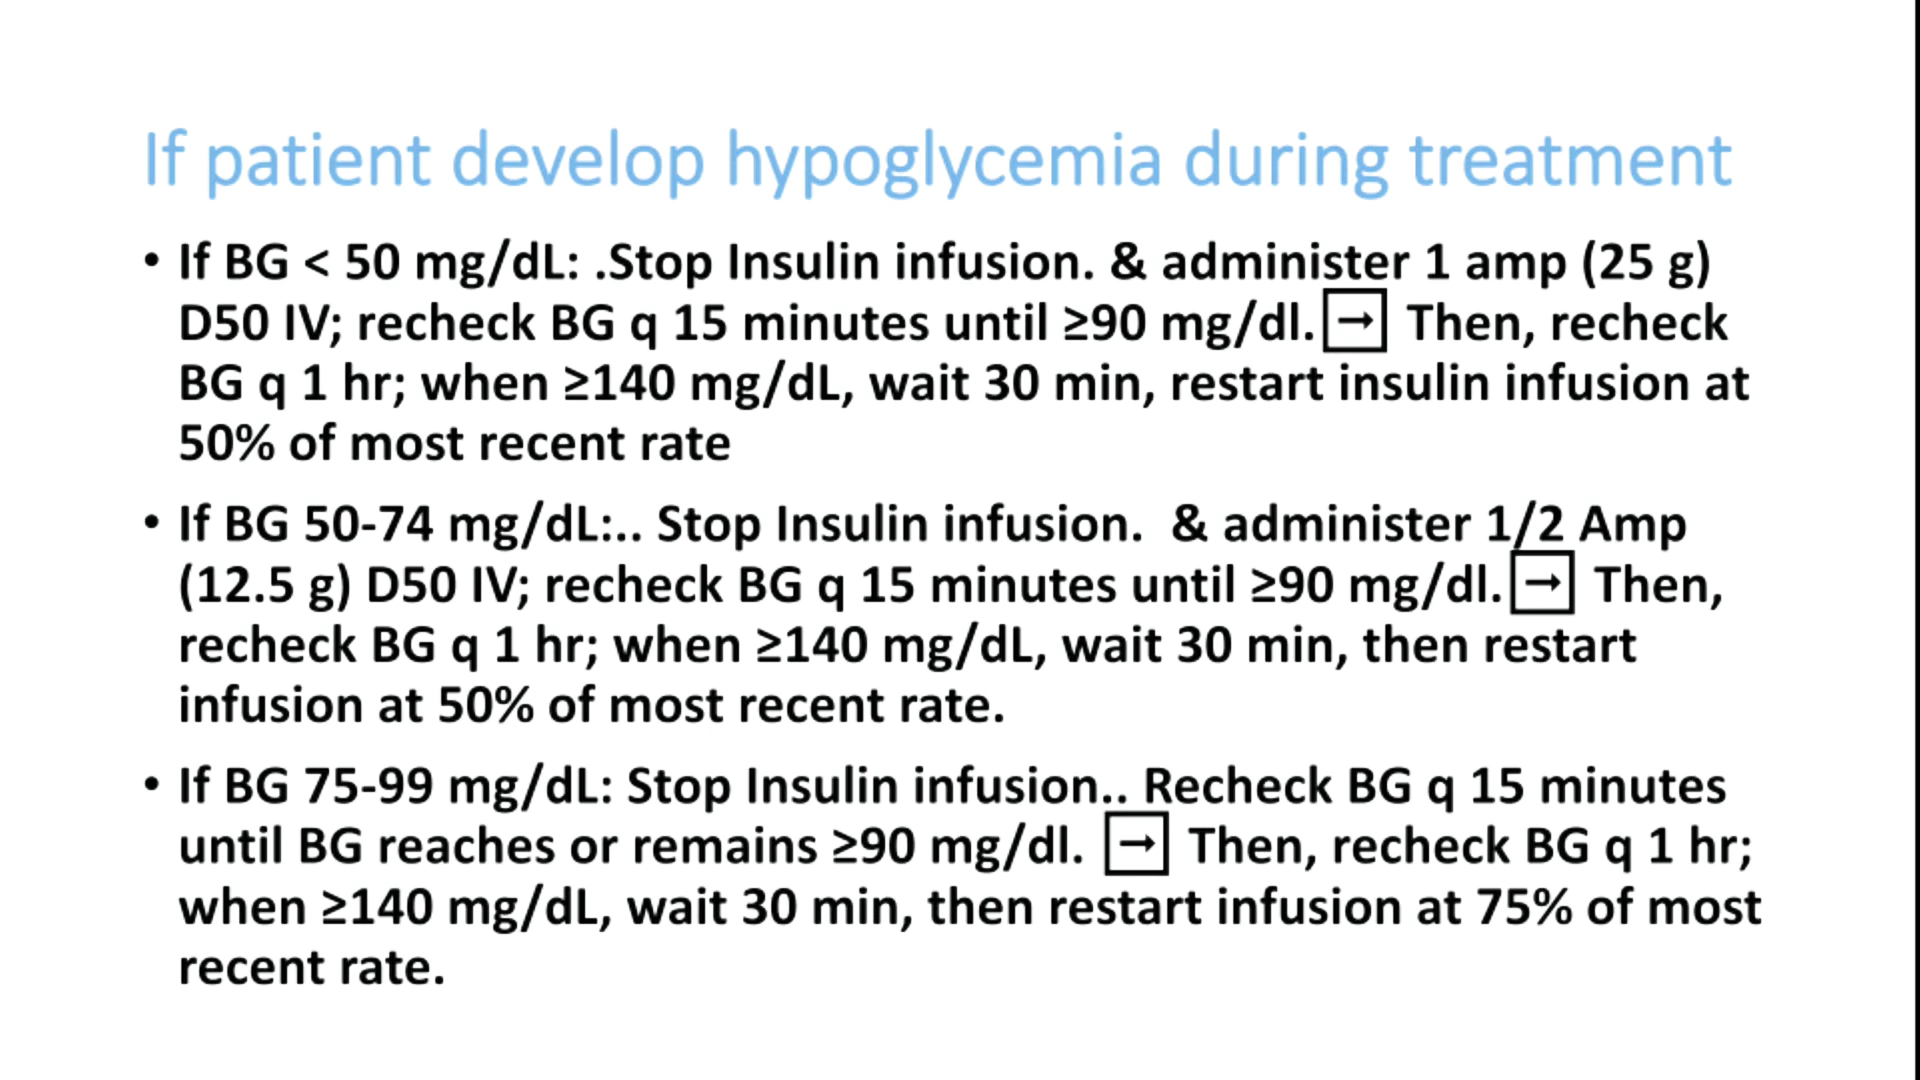 If patient develop hypoglycemia during treatment
• If BG < 50 mg/dL: .Stop Insulin infusion. & administer 1 amp (25 g)
D50 IV; recheck BG q 15 minutes until ≥90 mg/dl.→ Then, recheck
BG q 1 hr; when ≥140 mg/dL, wait 30 min, restart insulin infusion at
50% of most recent rate
• If BG 50-74 mg/dL:.. Stop Insulin infusion.  & administer 1/2 Amp
(12.5 g) D50 IV; recheck BG q 15 minutes until ≥90 mg/dl.→ Then,
recheck BG q 1 hr; when ≥140 mg/dL, wait 30 min, then restart
infusion at 50% of most recent rate.
• If BG 75-99 mg/dL: Stop Insulin infusion.. Recheck BG q 15 minutes
until BG reaches or remains ≥90 mg/dl. → Then, recheck BG q 1 hr;
when ≥140 mg/dL, wait 30 min, then restart infusion at 75% of most
recent rate.